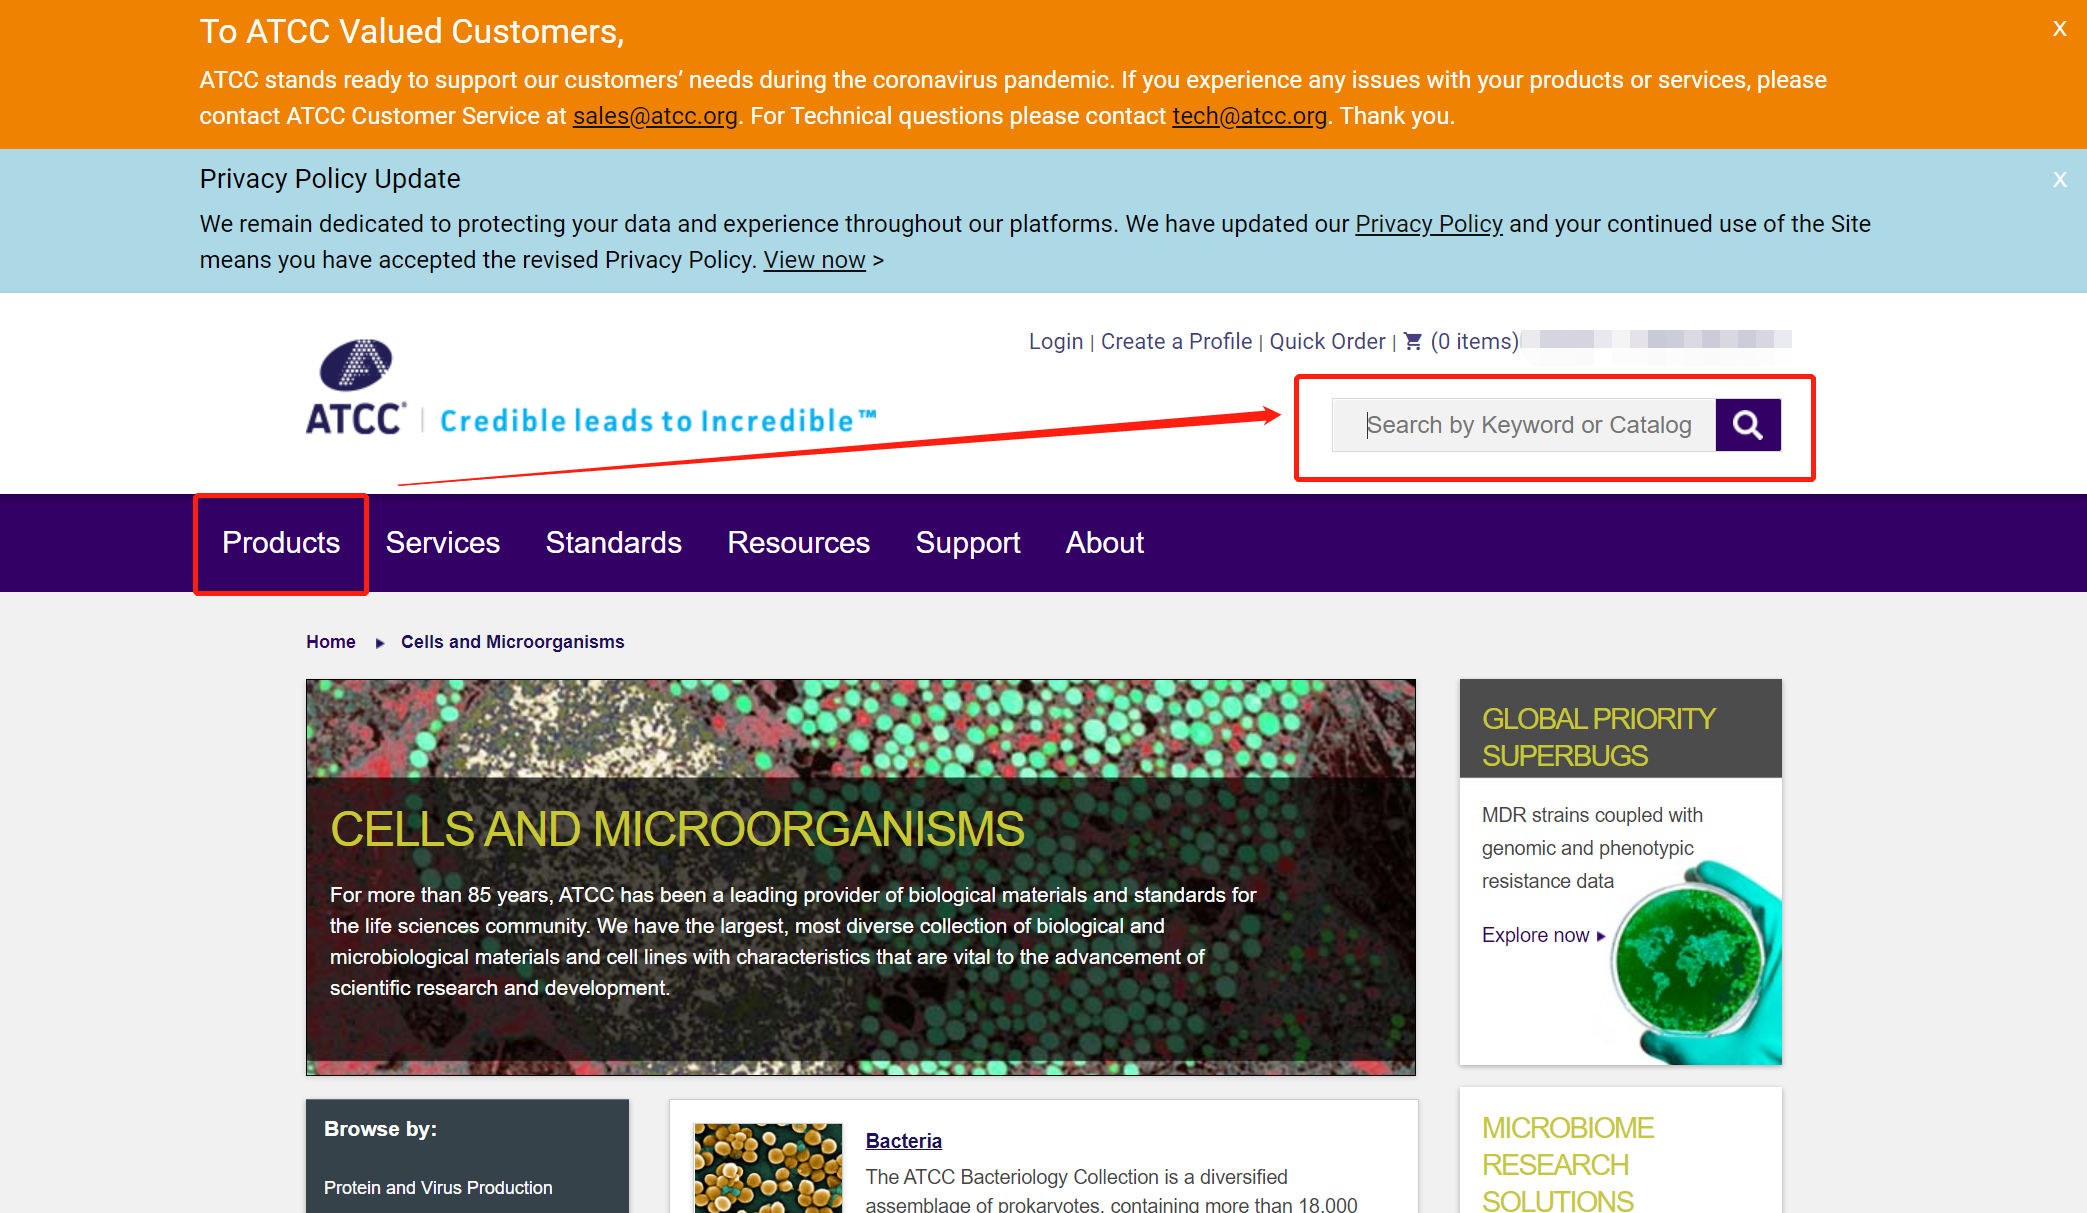 To ATCC Valued Customers,
X
ATCC stands ready to support our customers’ needs during the coronavirus pandemic. If you experience any issues with your products or services, please
contact ATCC Customer Service at sales@atcc.org. For Technical questions please contact tech@atcc.org. Thank you.
Privacy Policy Update
X
We remain dedicated to protecting your data and experience throughout our platforms. We have updated our Privacy Policy and your continued use of the Site
means you have accepted the revised Privacy Policy. View now >
Login | Create a Profile | Quick Order | (0 items)
ATCC® | Credible leads to Incredible™
Search by Keyword or Catalog
Products Services Standards Resources Support About
Home ▸ Cells and Microorganisms
CELLS AND MICROORGANISMS
For more than 85 years, ATCC has been a leading provider of biological materials and standards for
the life sciences community. We have the largest, most diverse collection of biological and
microbiological materials and cell lines with characteristics that are vital to the advancement of
scientific research and development.
GLOBAL PRIORITY
SUPERBUGS
MDR strains coupled with
genomic and phenotypic
resistance data
Explore now ▸
Browse by:
Protein and Virus Production
Bacteria
The ATCC Bacteriology Collection is a diversified
assemblage of prokaryotes, containing more than 18,000
MICROBIOME
RESEARCH
SOLUTIONS